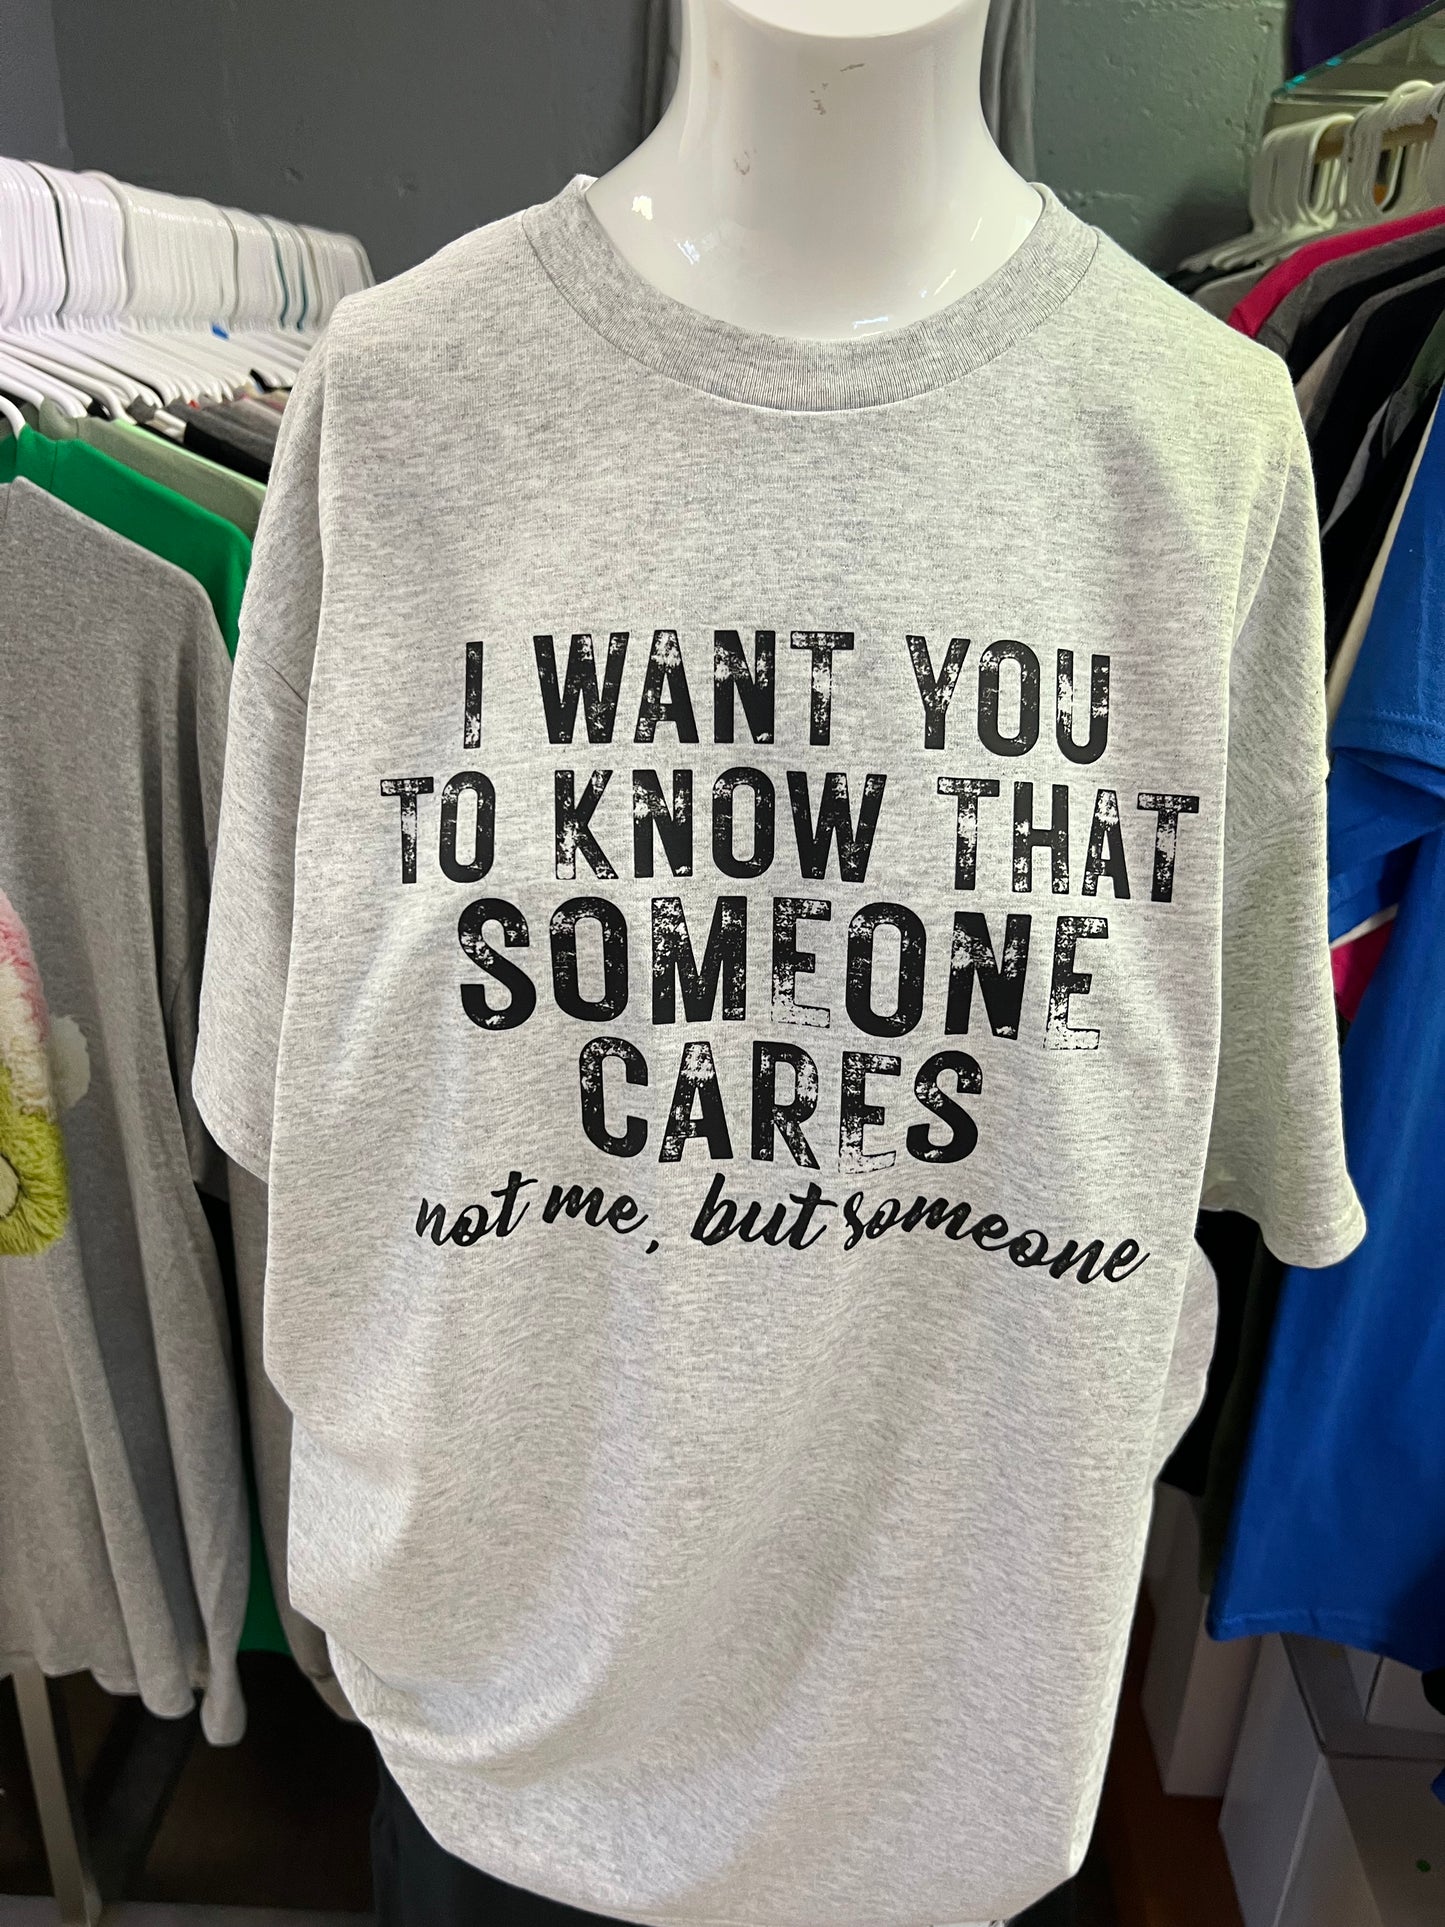 I WANT YOU
TO KNOW THAT
SOMEONE
CARES
not me, but someone